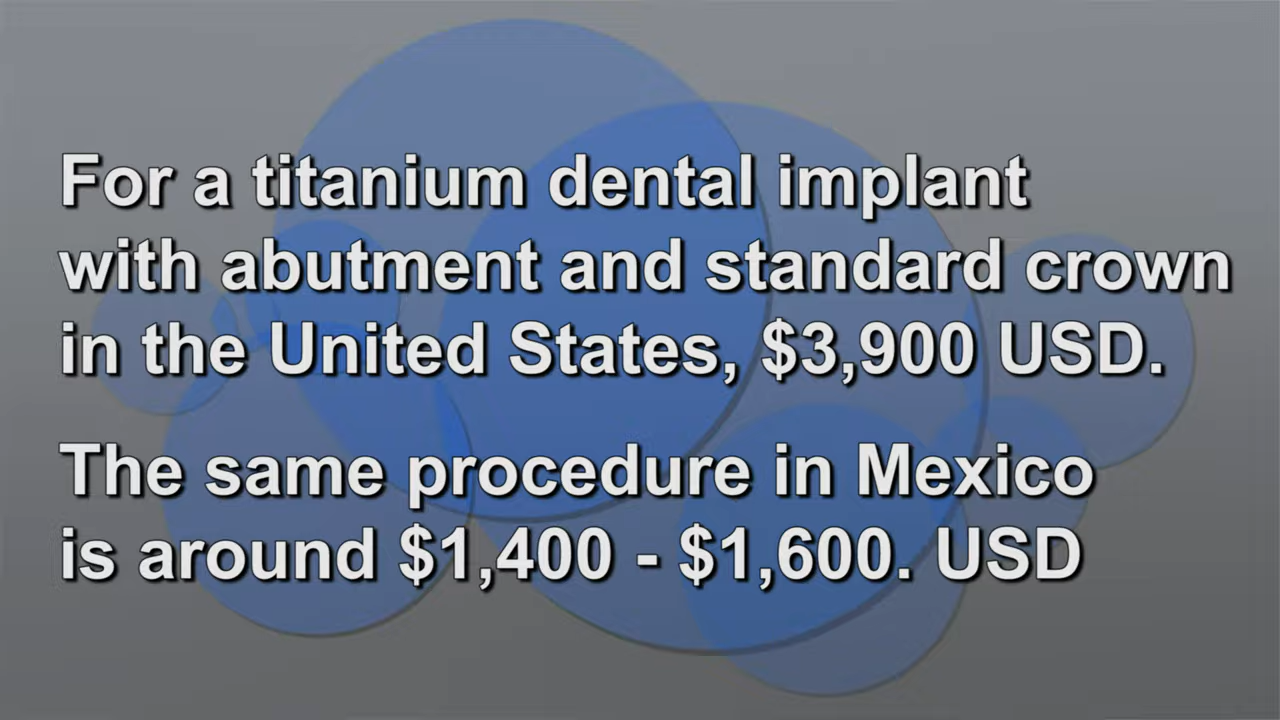 For a titanium dental implant
with abutment and standard crown
in the United States, $3,900 USD.
The same procedure in Mexico
is around $1,400 - $1,600. USD